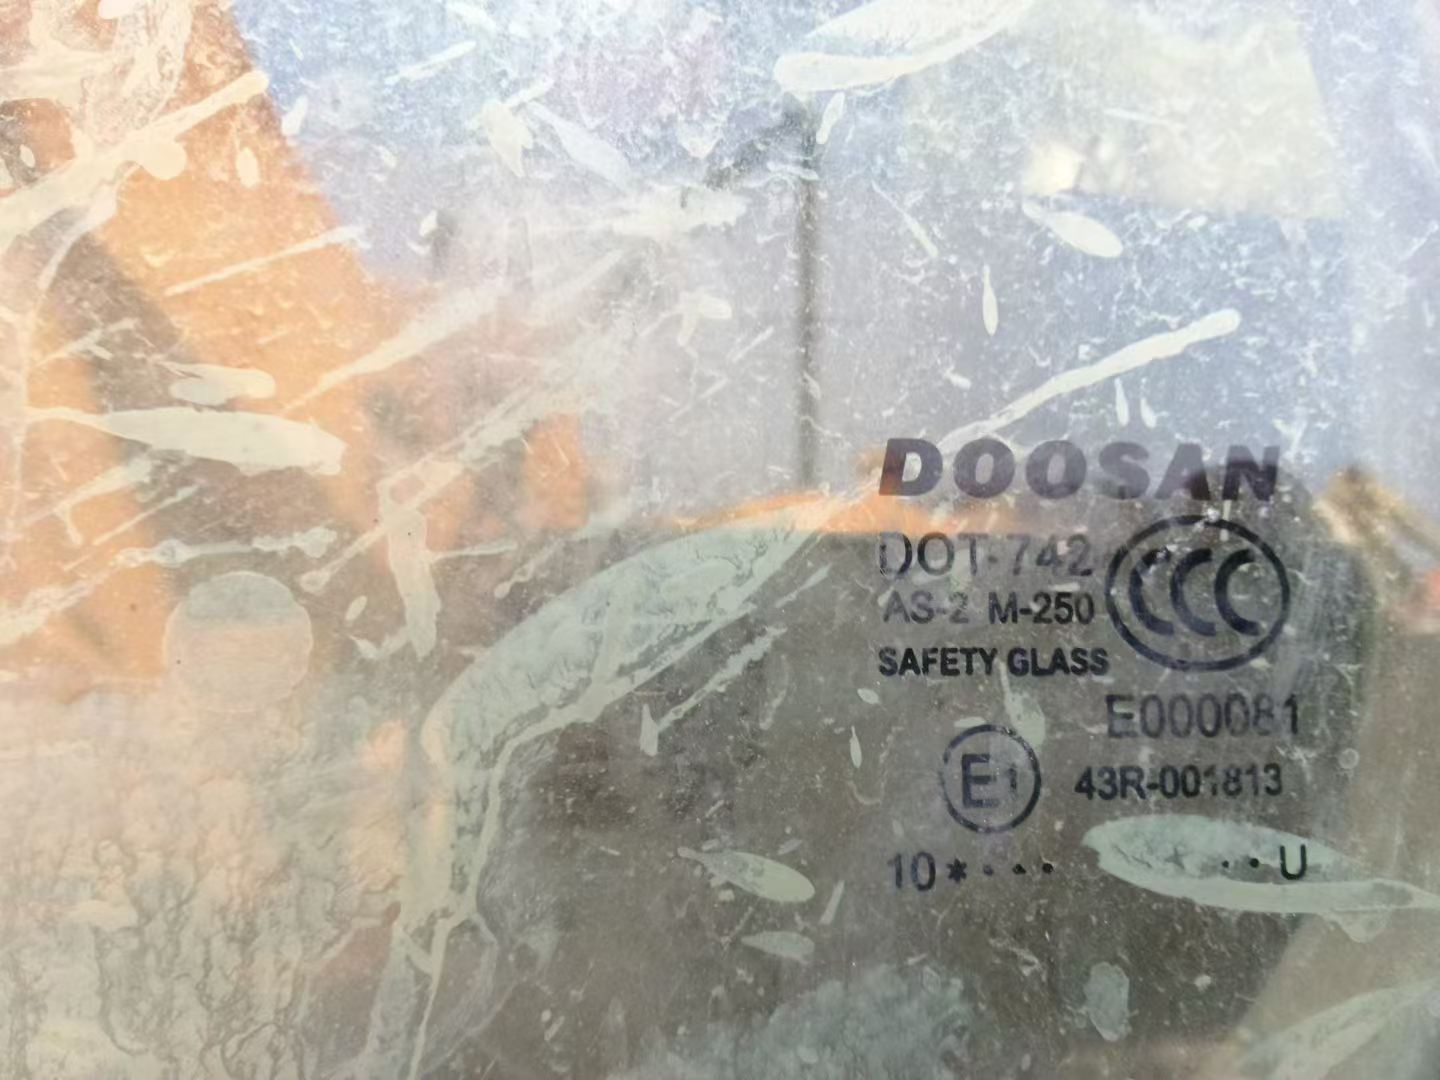 DOOSAN
DOT-742
AS-2 M-250
CCC
SAFETY GLASS
E000081
E1 43R-001813
10*···  ··U